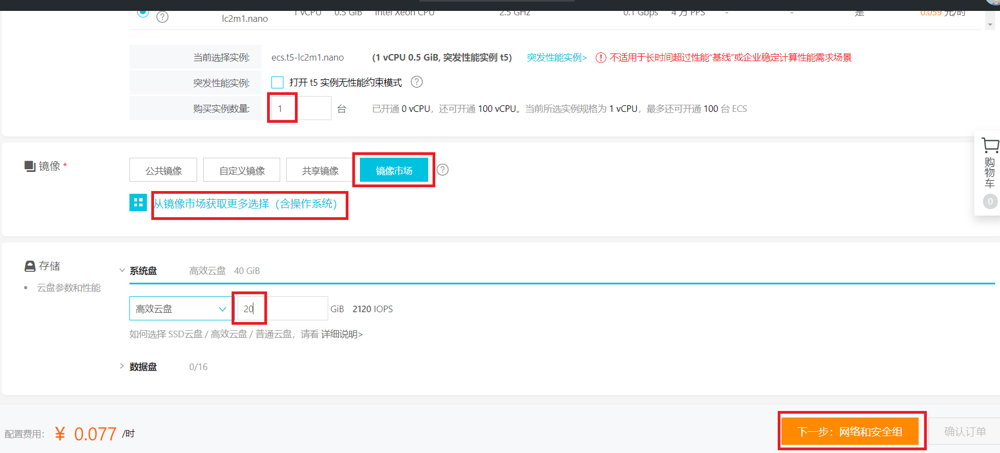 lc2m1.nano 1 vCPU 0.5 GiB Intel Xeon CPU 2.5 GHz 0.1 Gbps 4 万 PPS - - 是 0.059 元/时
当前选择实例: ecs.t5-lc2m1.nano (1 vCPU 0.5 GiB, 突发性能实例 t5) 突发性能实例> 不适用于长时间超过性能“基线”或企业稳定计算性能需求场景
突发性能实例: 打开 t5 实例无性能约束模式 ?
购买实例数量: 1 台 已开通 0 vCPU，还可开通 100 vCPU。当前所选实例规格为 1 vCPU，最多还可开通 100 台 ECS
镜像 * 公共镜像 自定义镜像 共享镜像 镜像市场 ?
从镜像市场获取更多选择（含操作系统）
购物车
0
存储
云盘参数和性能
系统盘 高效云盘 40 GiB
高效云盘 20 GiB 2120 IOPS
如何选择 SSD云盘 / 高效云盘 / 普通云盘，请看 详细说明>
数据盘 0/16
配置费用： ¥ 0.077 /时 下一步：网络和安全组 确认订单